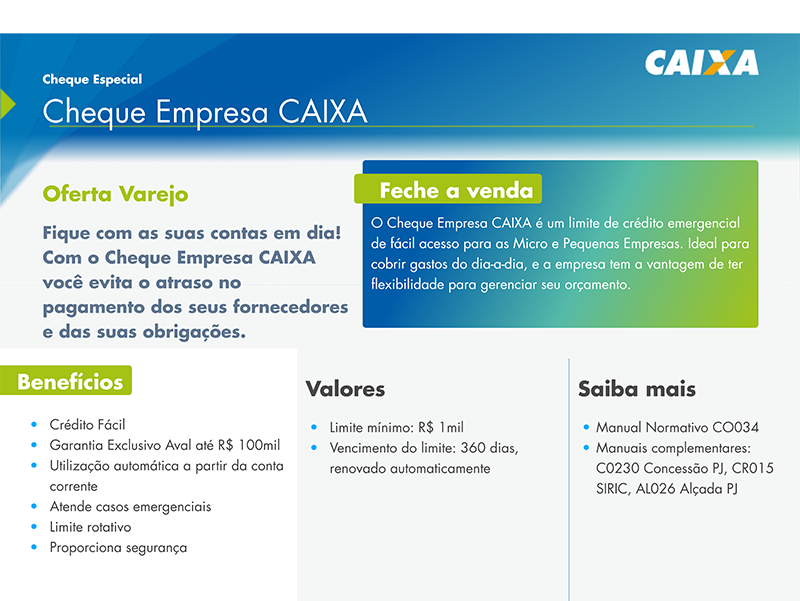 CAIXA
Cheque Especial
Cheque Empresa CAIXA
Oferta Varejo
Fique com as suas contas em dia!
Com o Cheque Empresa CAIXA
você evita o atraso no
pagamento dos seus fornecedores
e das suas obrigações.
Feche a venda
O Cheque Empresa CAIXA é um limite de crédito emergencial
de fácil acesso para as Micro e Pequenas Empresas. Ideal para
cobrir gastos do dia-a-dia, e a empresa tem a vantagem de ter
flexibilidade para gerenciar seu orçamento.
Benefícios
• Crédito Fácil
• Garantia Exclusivo Aval até R$ 100mil
• Utilização automática a partir da conta
corrente
• Atende casos emergenciais
• Limite rotativo
• Proporciona segurança
Valores
• Limite mínimo: R$ 1mil
• Vencimento do limite: 360 dias,
renovado automaticamente
Saiba mais
• Manual Normativo CO034
• Manuais complementares:
C0230 Concessão PJ, CR015
SIRIC, AL026 Alçada PJ